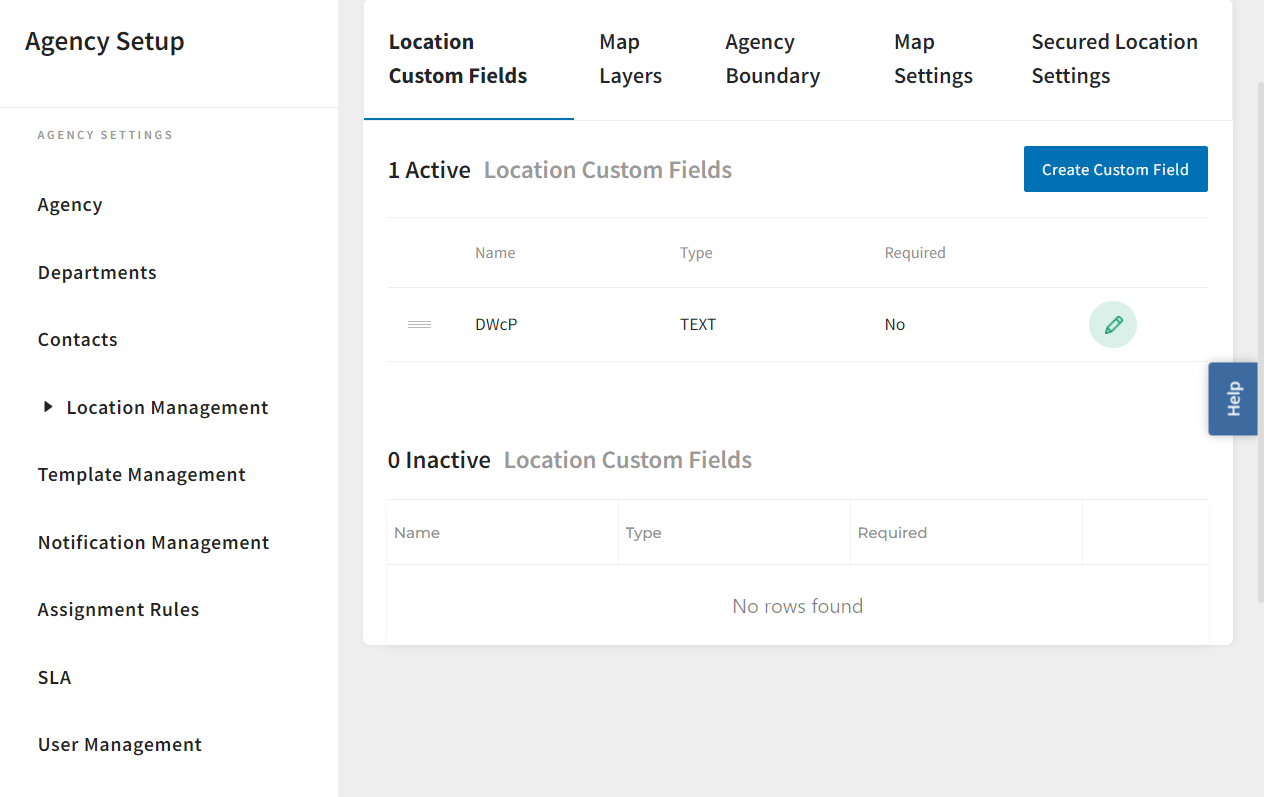 Agency Setup
AGENCY SETTINGS
Agency
Departments
Contacts
Location Management
Template Management
Notification Management
Assignment Rules
SLA
User Management
Location
Custom Fields
Map
Layers
Agency
Boundary
Map
Settings
Secured Location
Settings
1 Active Location Custom Fields
Create Custom Field
Name Type Required
DWcP TEXT No
0 Inactive Location Custom Fields
Name Type Required
No rows found
Help